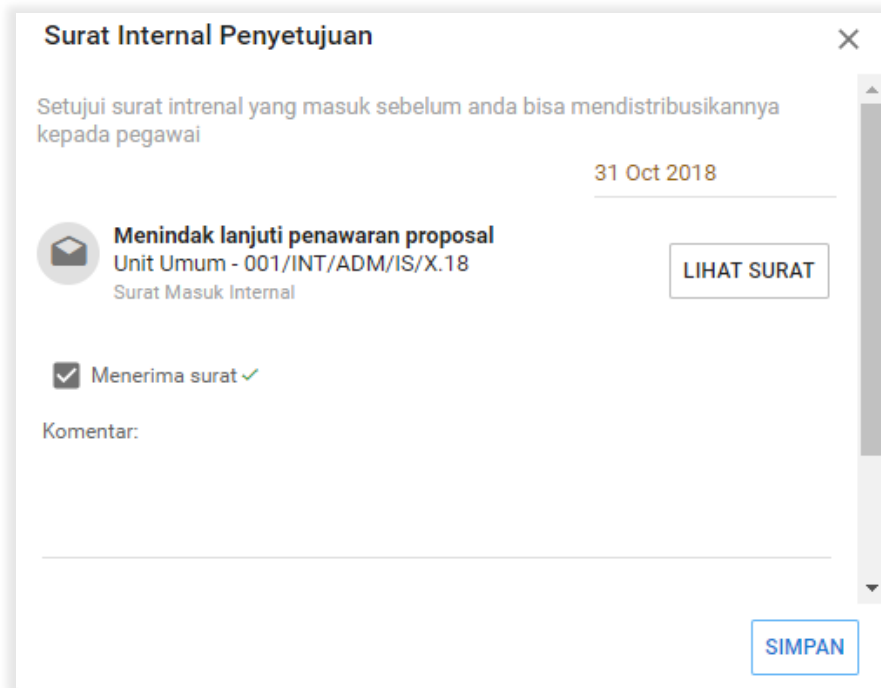 Surat Internal Penyetujuan
Setujui surat intrenal yang masuk sebelum anda bisa mendistribusikannya
kepada pegawai
31 Oct 2018
Menindak lanjuti penawaran proposal
Unit Umum - 001/INT/ADM/IS/X.18
Surat Masuk Internal
LIHAT SURAT
Menerima surat
Komentar:
SIMPAN